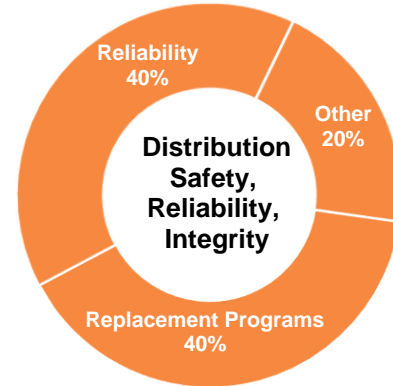 Reliability
40%
Other
20%
Distribution
Safety,
Reliability,
Integrity
Replacement Programs
40%